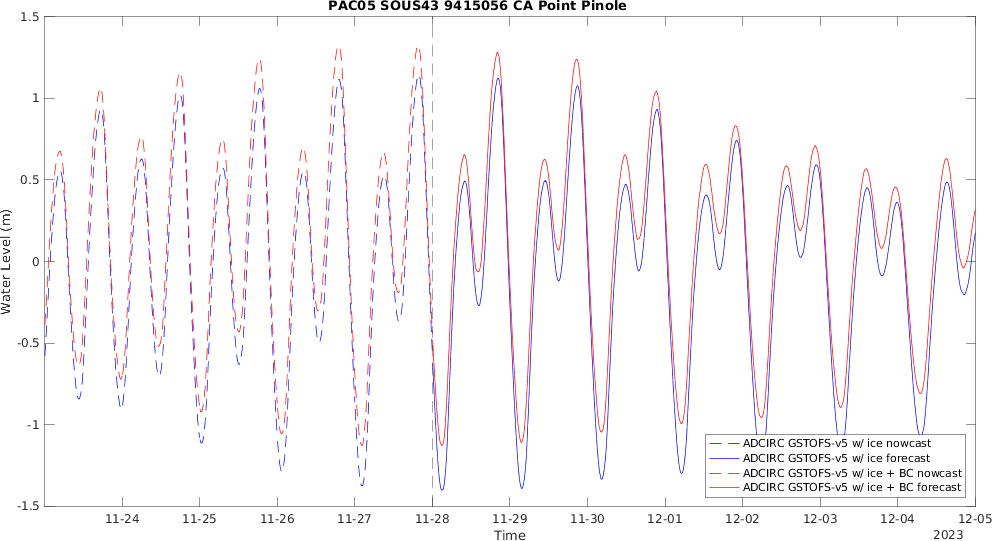 PAC05 SOUS43 9415056 CA Point Pinole
Water Level (m)
1.5
1
0.5
0
-0.5
-1
-1.5
11-24
11-25
11-26
11-27
11-28
11-29
11-30
12-01
12-02
12-03
12-04
12-05
Time
2023
ADCIRC GSTOFS-v5 w/ ice nowcast
ADCIRC GSTOFS-v5 w/ ice forecast
ADCIRC GSTOFS-v5 w/ ice + BC nowcast
ADCIRC GSTOFS-v5 w/ ice + BC forecast